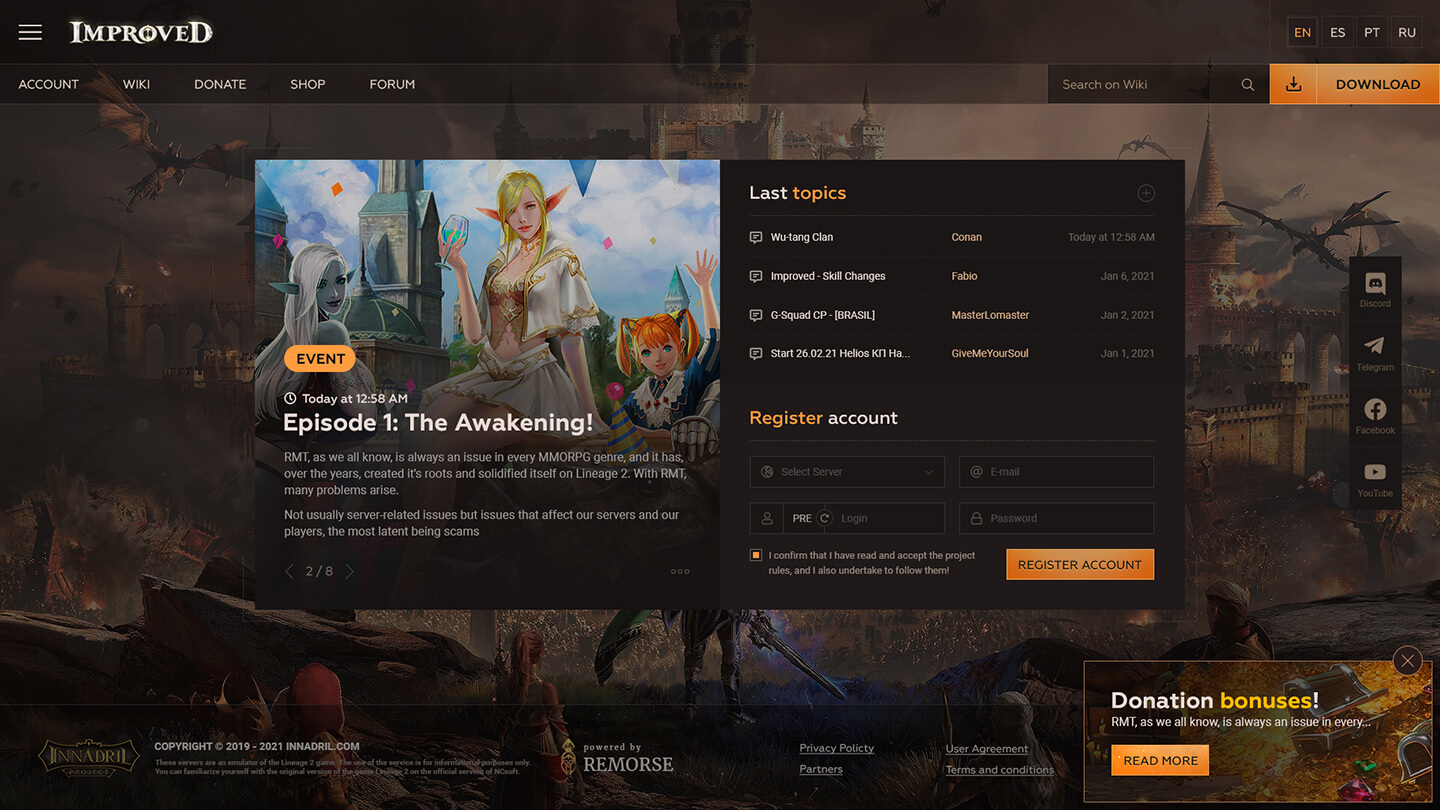 IMPROVED
EN ES PT RU
ACCOUNT WIKI DONATE SHOP FORUM
Search on Wiki
DOWNLOAD
EVENT
Today at 12:58 AM
Episode 1: The Awakening!
RMT, as we all know, is always an issue in every MMORPG genre, and it has,
over the years, created it's roots and solidified itself on Lineage 2. With RMT,
many problems arise.
Not usually server-related issues but issues that affect our servers and our
players, the most latent being scams
2 / 8
Last topics
Wu-tang Clan Conan Today at 12:58 AM
Improved - Skill Changes Fabio Jan 6, 2021
G-Squad CP - [BRASIL] MasterLomaster Jan 2, 2021
Start 26.02.21 Helios КП На... GiveMeYourSoul Jan 1, 2021
Register account
Select Server
@ E-mail
PRE Login
Password
I confirm that I have read and accept the project
rules, and I also undertake to follow them!
REGISTER ACCOUNT
Discord
Telegram
Facebook
YouTube
Donation bonuses!
RMT, as we all know, is always an issue in every...
READ MORE
INNADRIL
PROJECT
COPYRIGHT © 2019 - 2021 INNADRIL.COM
These servers are an emulator of the Lineage 2 game. The use of the service is for informational purposes only.
You can familiarize yourself with the original version of the game Lineage 2 on the official servers of NCsoft.
powered by
REMORSE
Privacy Policty
Partners
User Agreement
Terms and conditions